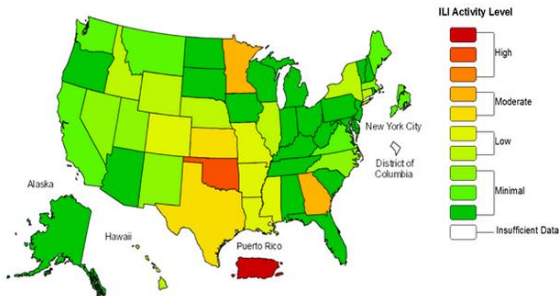 ILI Activity Level
High
Moderate
Low
Minimal
Insufficient Data
New York City
District of
Columbia
Alaska
Hawaii
Puerto Rico